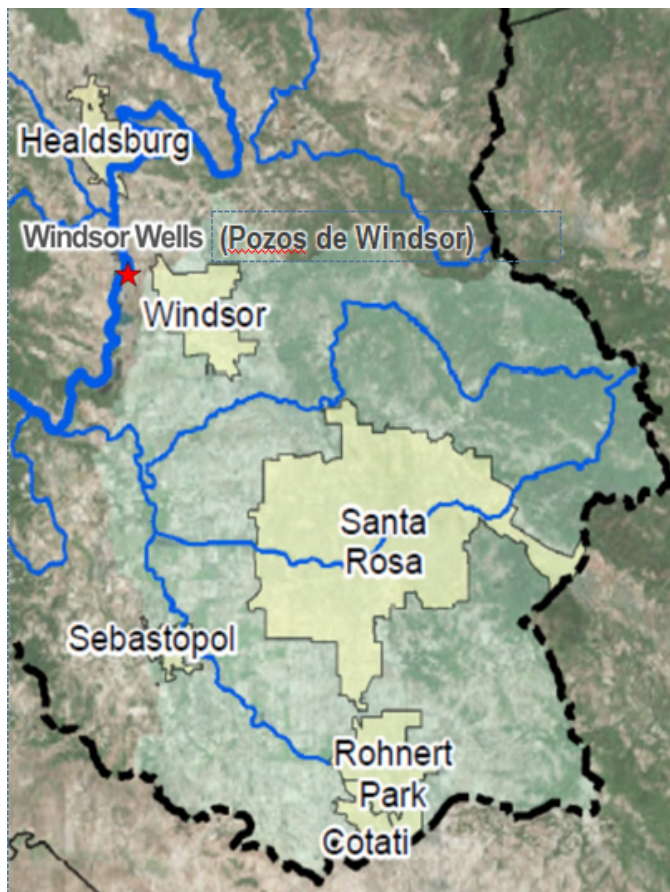 Healdsburg
Windsor Wells (Pozos de Windsor)
Windsor
Santa
Rosa
Sebastopol
Rohnert
Park
Cotati